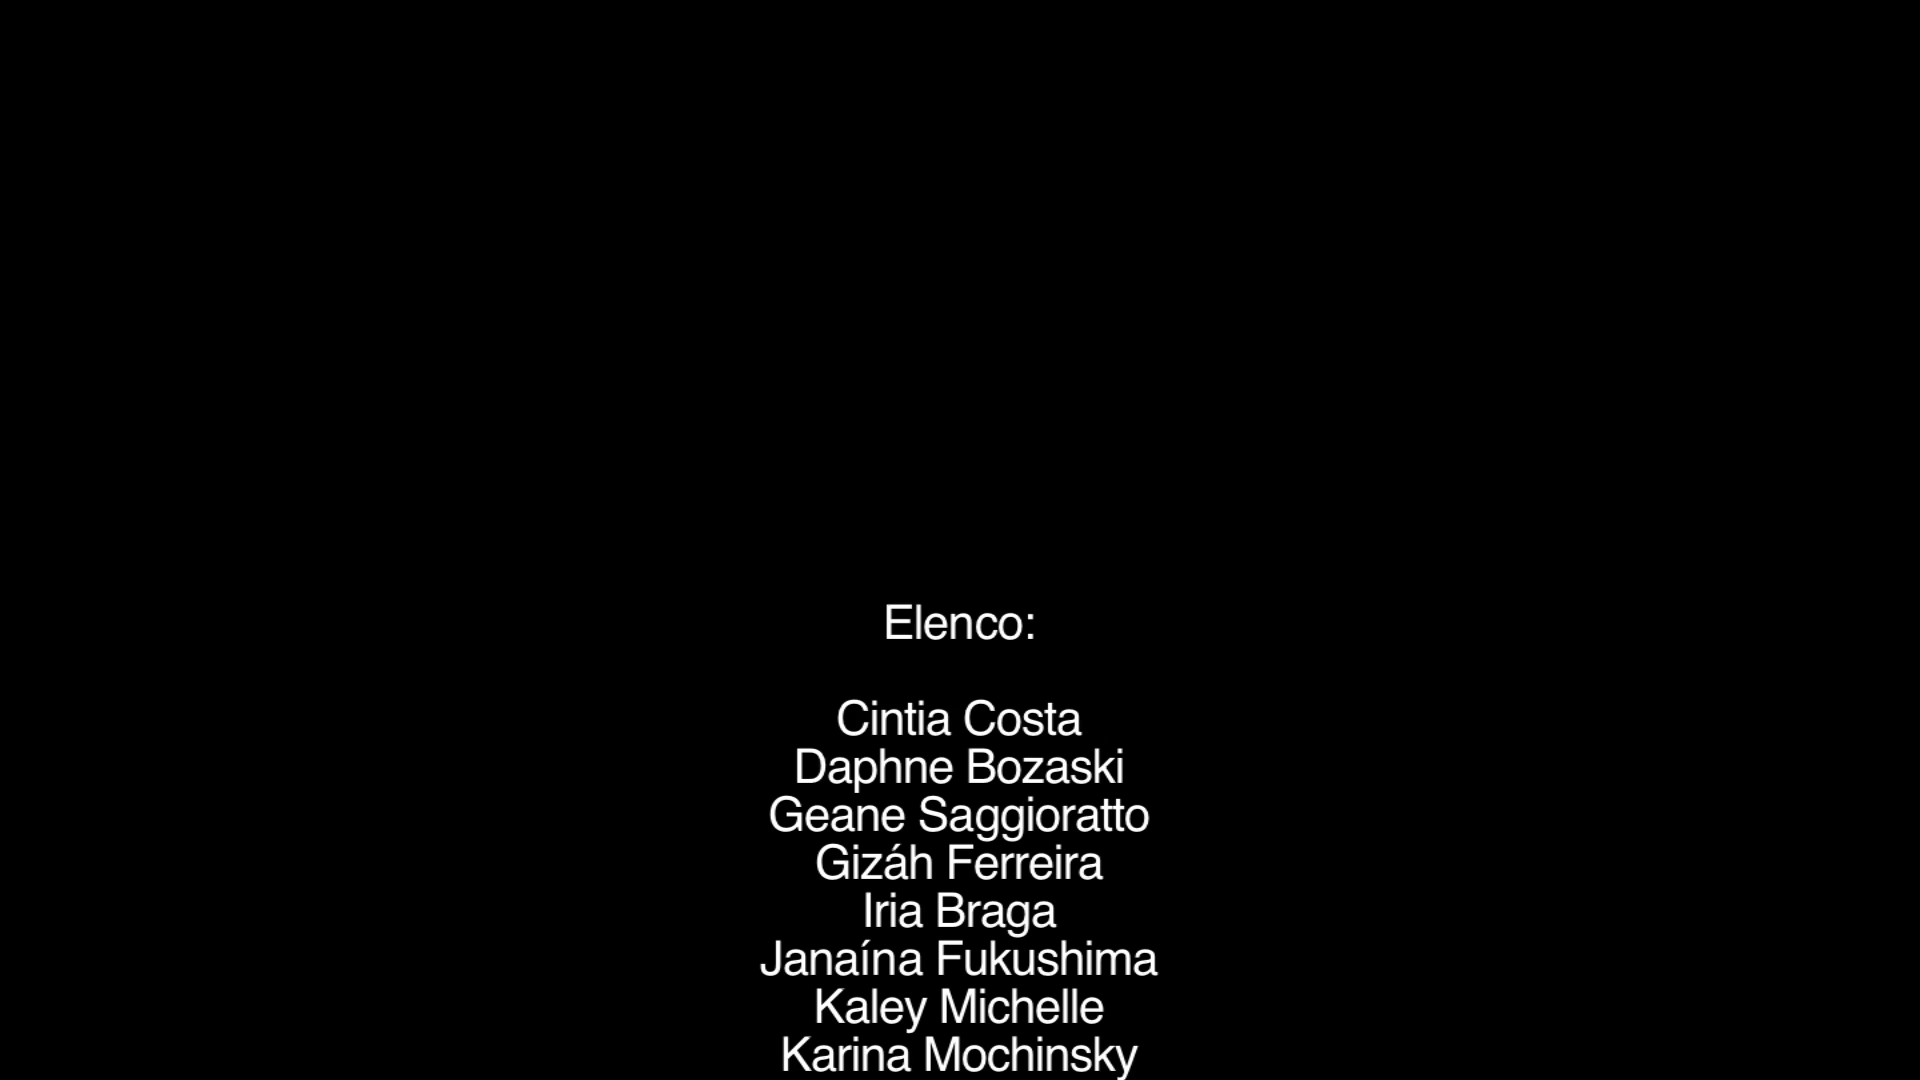 Elenco:
Cintia Costa
Daphne Bozaski
Geane Saggioratto
Gizáh Ferreira
Iria Braga
Janaína Fukushima
Kaley Michelle
Karina Mochinsky